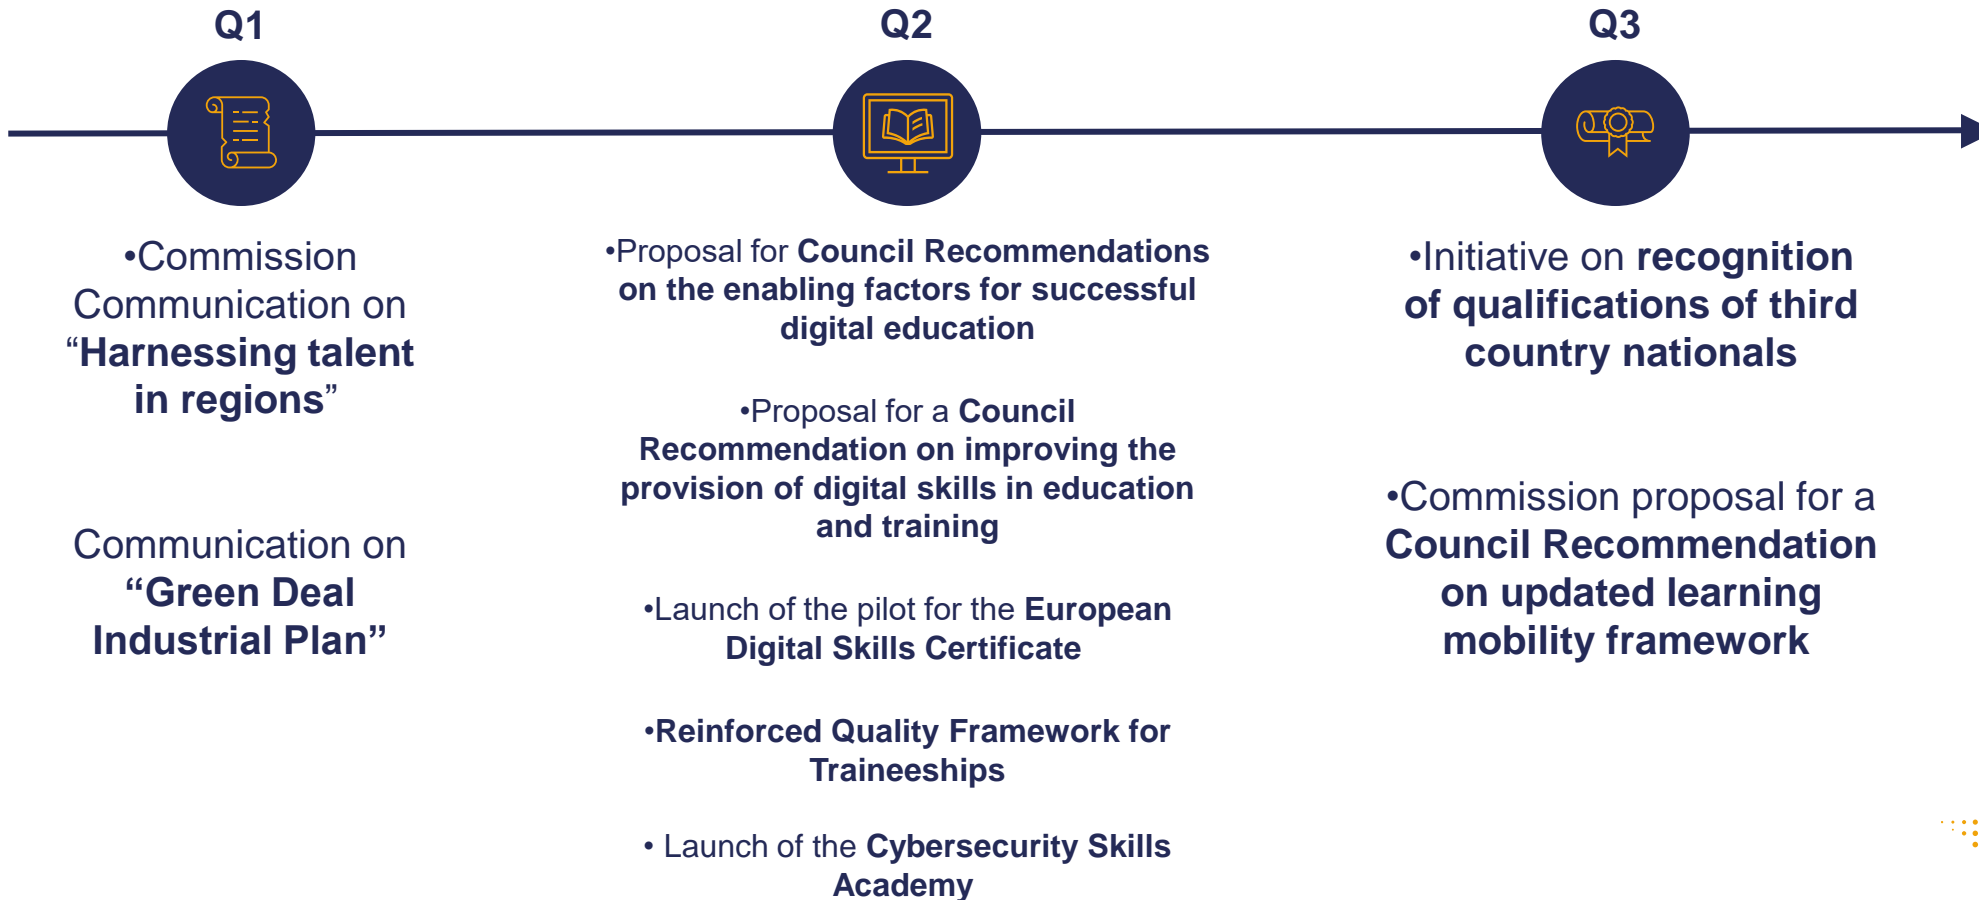 Q1
•Commission
Communication on
“Harnessing talent
in regions”
Communication on
“Green Deal
Industrial Plan”
Q2
•Proposal for Council Recommendations
on the enabling factors for successful
digital education
•Proposal for a Council
Recommendation on improving the
provision of digital skills in education
and training
•Launch of the pilot for the European
Digital Skills Certificate
•Reinforced Quality Framework for
Traineeships
• Launch of the Cybersecurity Skills
Academy
Q3
•Initiative on recognition
of qualifications of third
country nationals
•Commission proposal for a
Council Recommendation
on updated learning
mobility framework